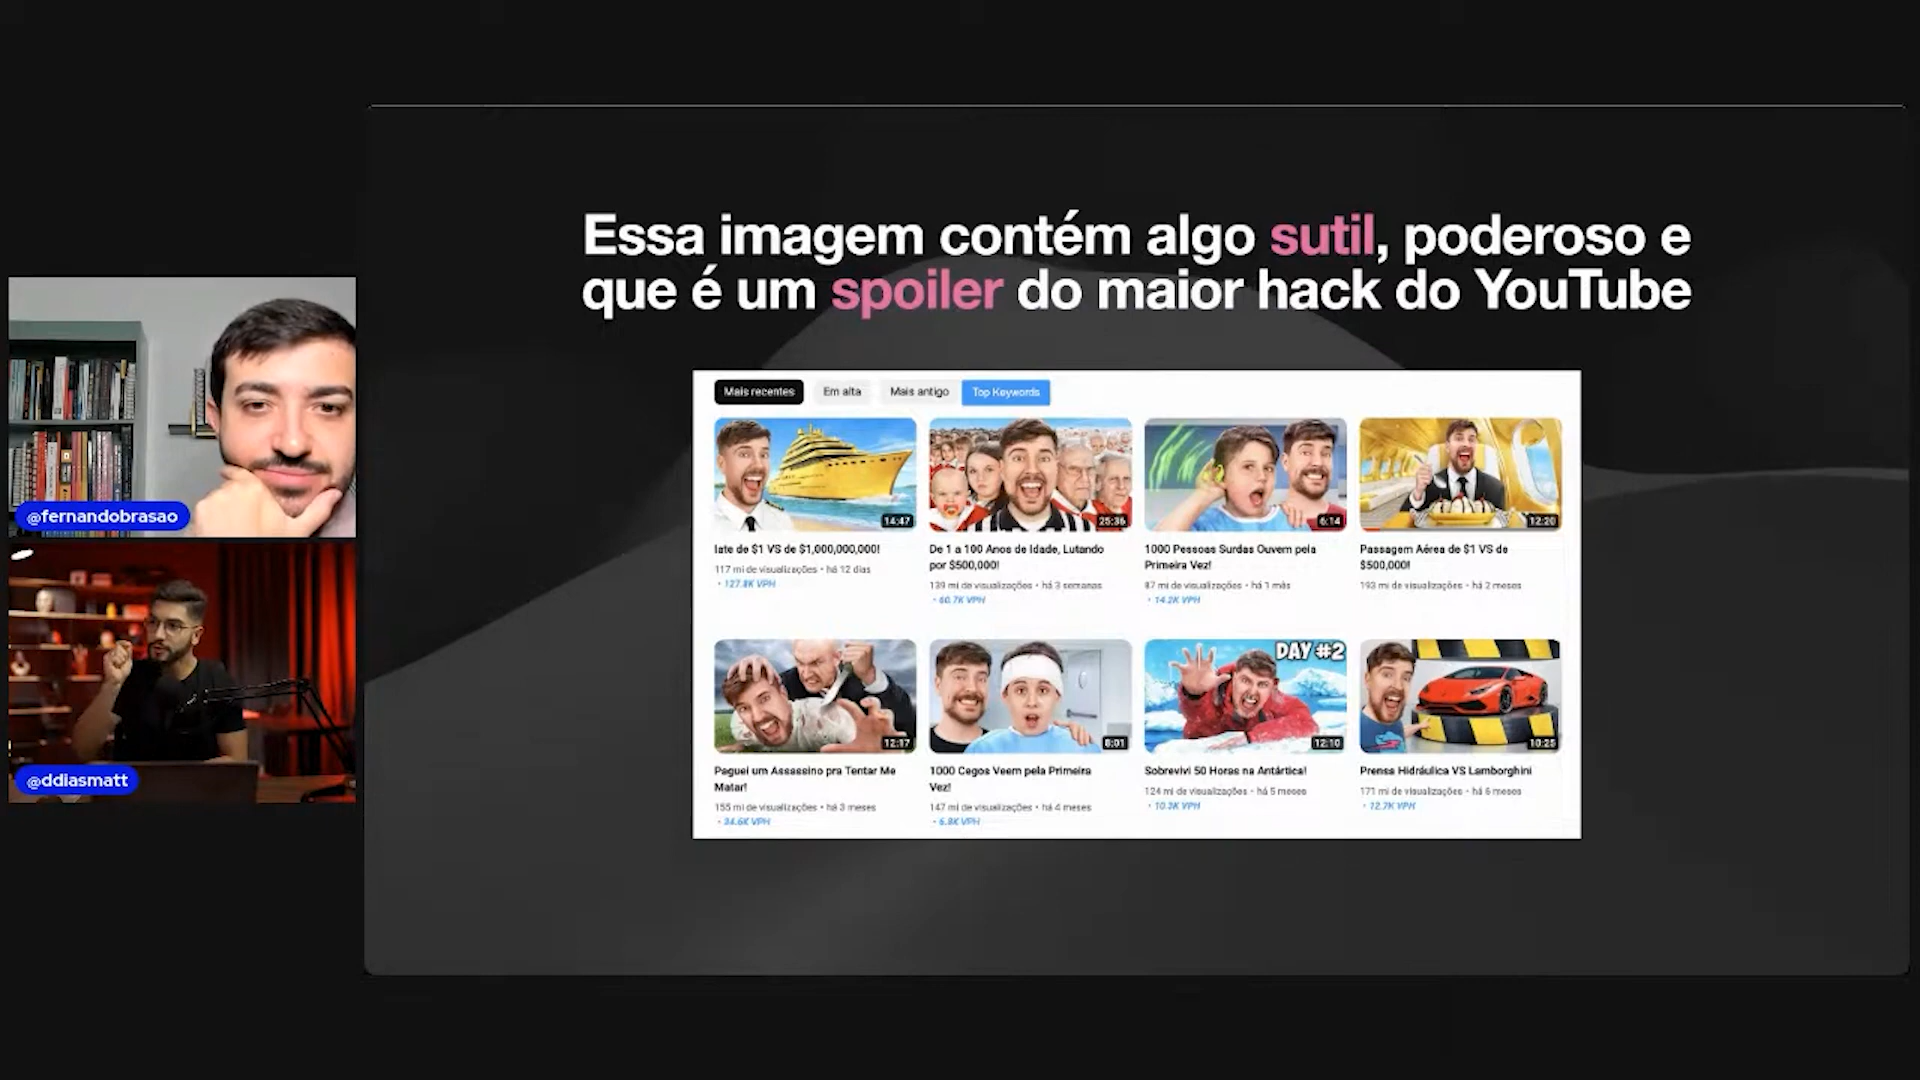 Essa imagem contém algo sutil, poderoso e
que é um spoiler do maior hack do YouTube
Mais recentes
Em alta
Mais antigo
Top Keywords
14:47
25:36
6:14
12:20
Iate de $1 VS de $1,000,000,000!
117 mi de visualizações • há 12 dias
• 127.8K VPH
De 1 a 100 Anos de Idade, Lutando
por $500,000!
139 mi de visualizações • há 3 semanas
• 60.7K VPH
1000 Pessoas Surdas Ouvem pela
Primeira Vez!
87 mi de visualizações • há 1 mês
• 14.2K VPH
Passagem Aérea de $1 VS de
$500,000!
193 mi de visualizações • há 2 meses
12:17
8:01
DAY #2
12:10
10:25
Paguei um Assassino pra Tentar Me
Matar!
155 mi de visualizações • há 3 meses
• 34.6K VPH
1000 Cegos Veem pela Primeira
Vez!
147 mi de visualizações • há 4 meses
• 6.8K VPH
Sobrevivi 50 Horas na Antártica!
124 mi de visualizações • há 5 meses
• 10.3K VPH
Prensa Hidráulica VS Lamborghini
171 mi de visualizações • há 6 meses
• 12.7K VPH
@fernandobrasao
@ddiasmatt